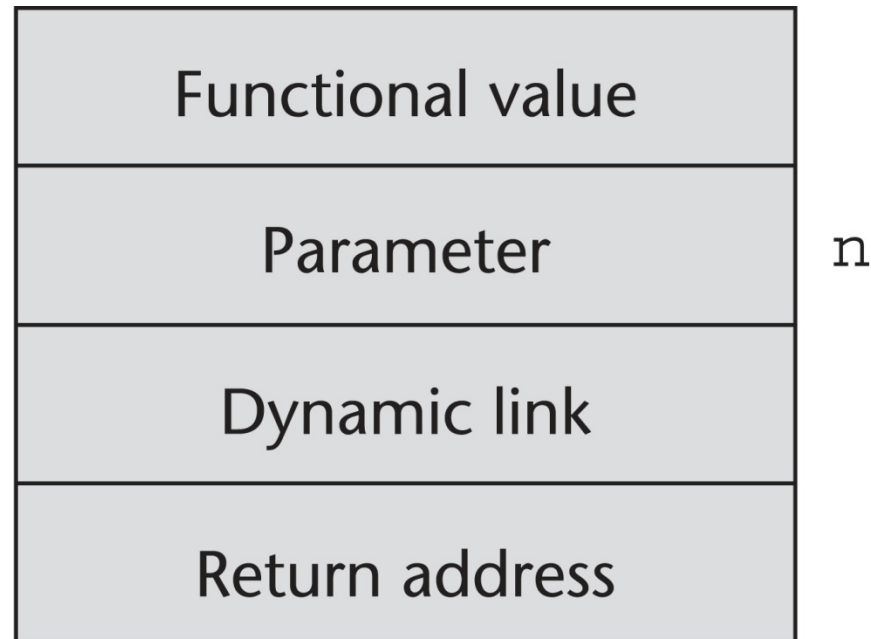 Functional value
Parameter
n
Dynamic link
Return address